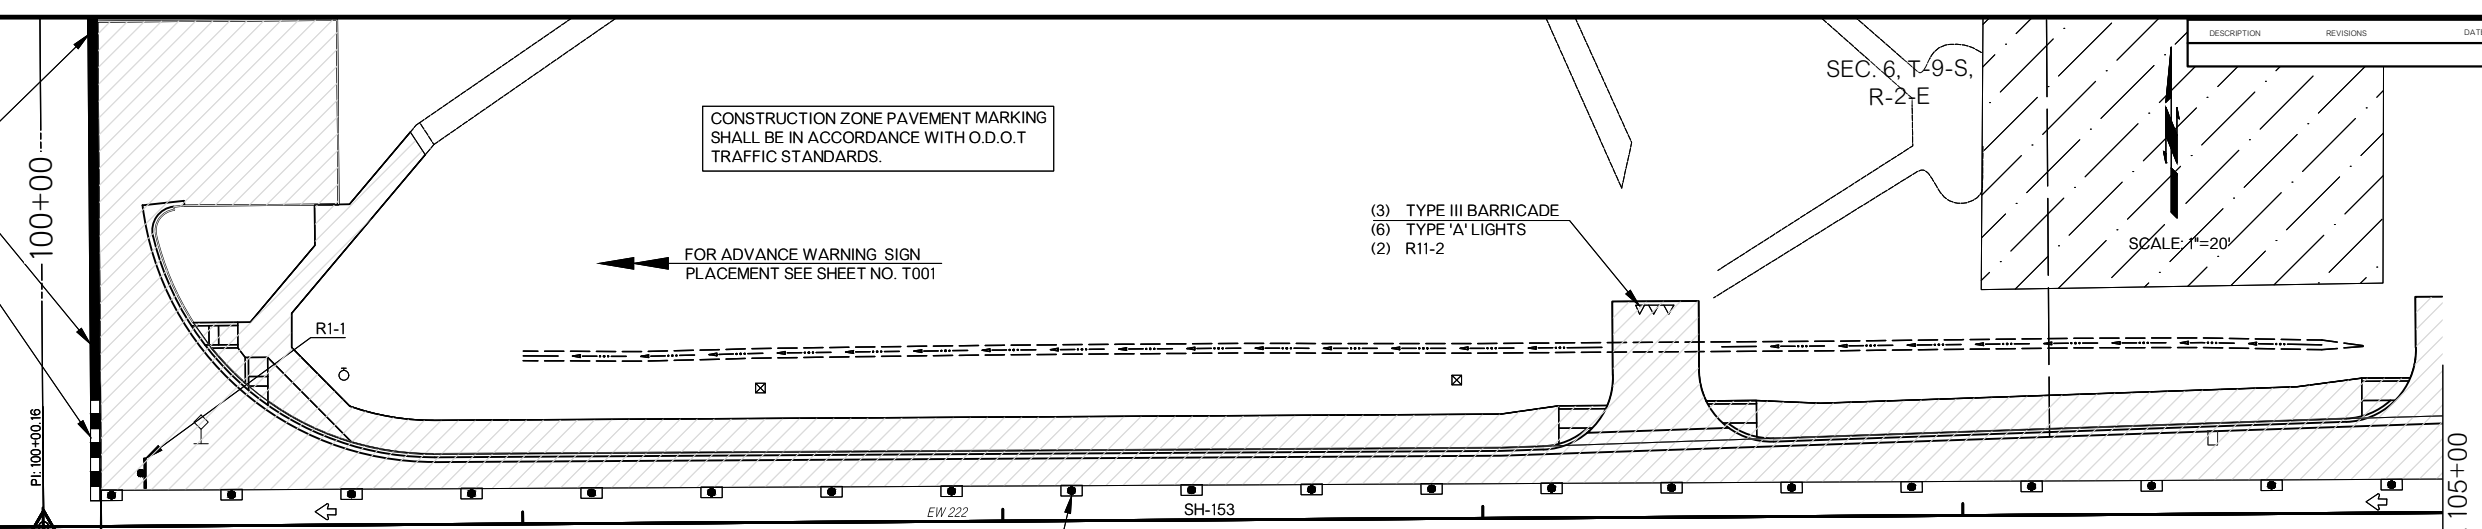 DESCRIPTION REVISIONS
SEC. 6, T-9-S,
R-2-E
CONSTRUCTION ZONE PAVEMENT MARKING
SHALL BE IN ACCORDANCE WITH O.D.O.T
TRAFFIC STANDARDS.
100+00
(3) TYPE III BARRICADE
(6) TYPE 'A' LIGHTS
(2) R11-2
SCALE: 1"=20'
FOR ADVANCE WARNING SIGN
PLACEMENT SEE SHEET NO. T001
R1-1
PI: 100+00.16
105+00
EW 222
SH-153